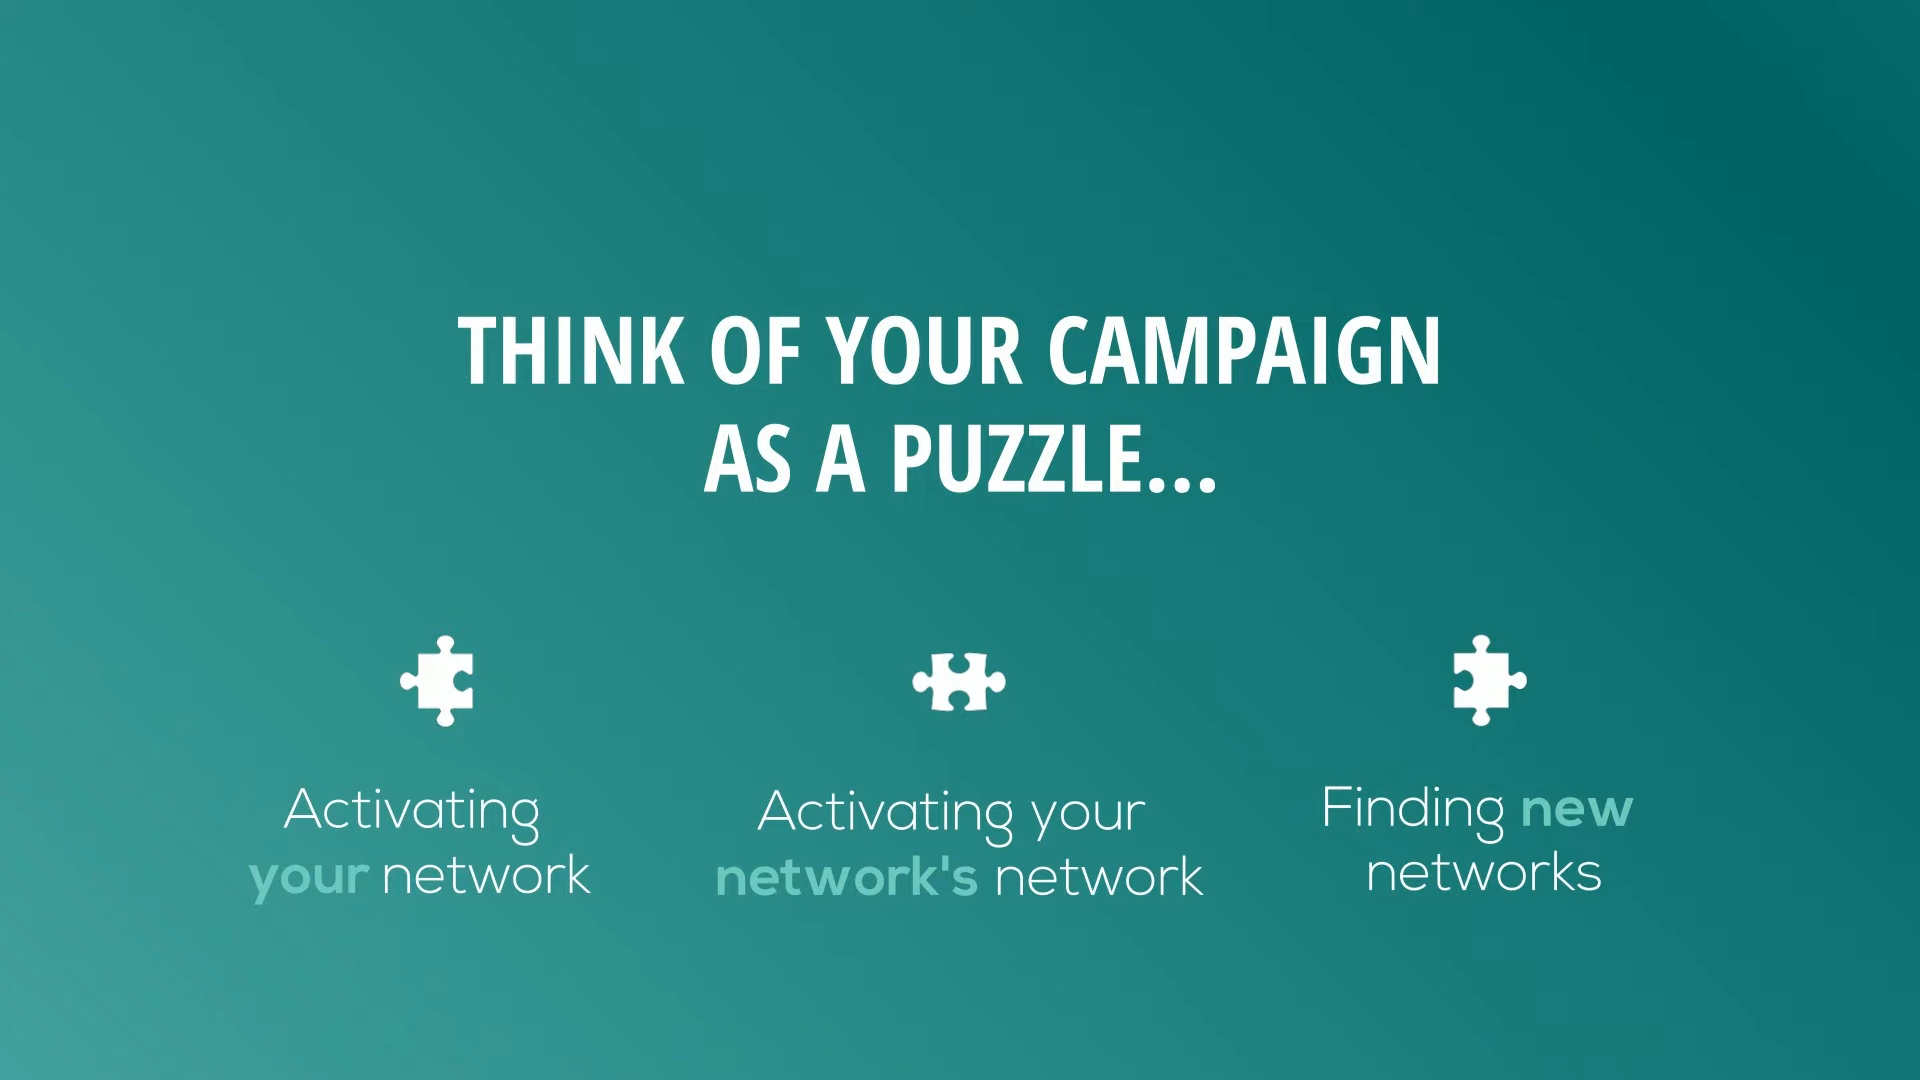 THINK OF YOUR CAMPAIGN
AS A PUZZLE...
Activating
your network
Activating your
network's network
Finding new
networks